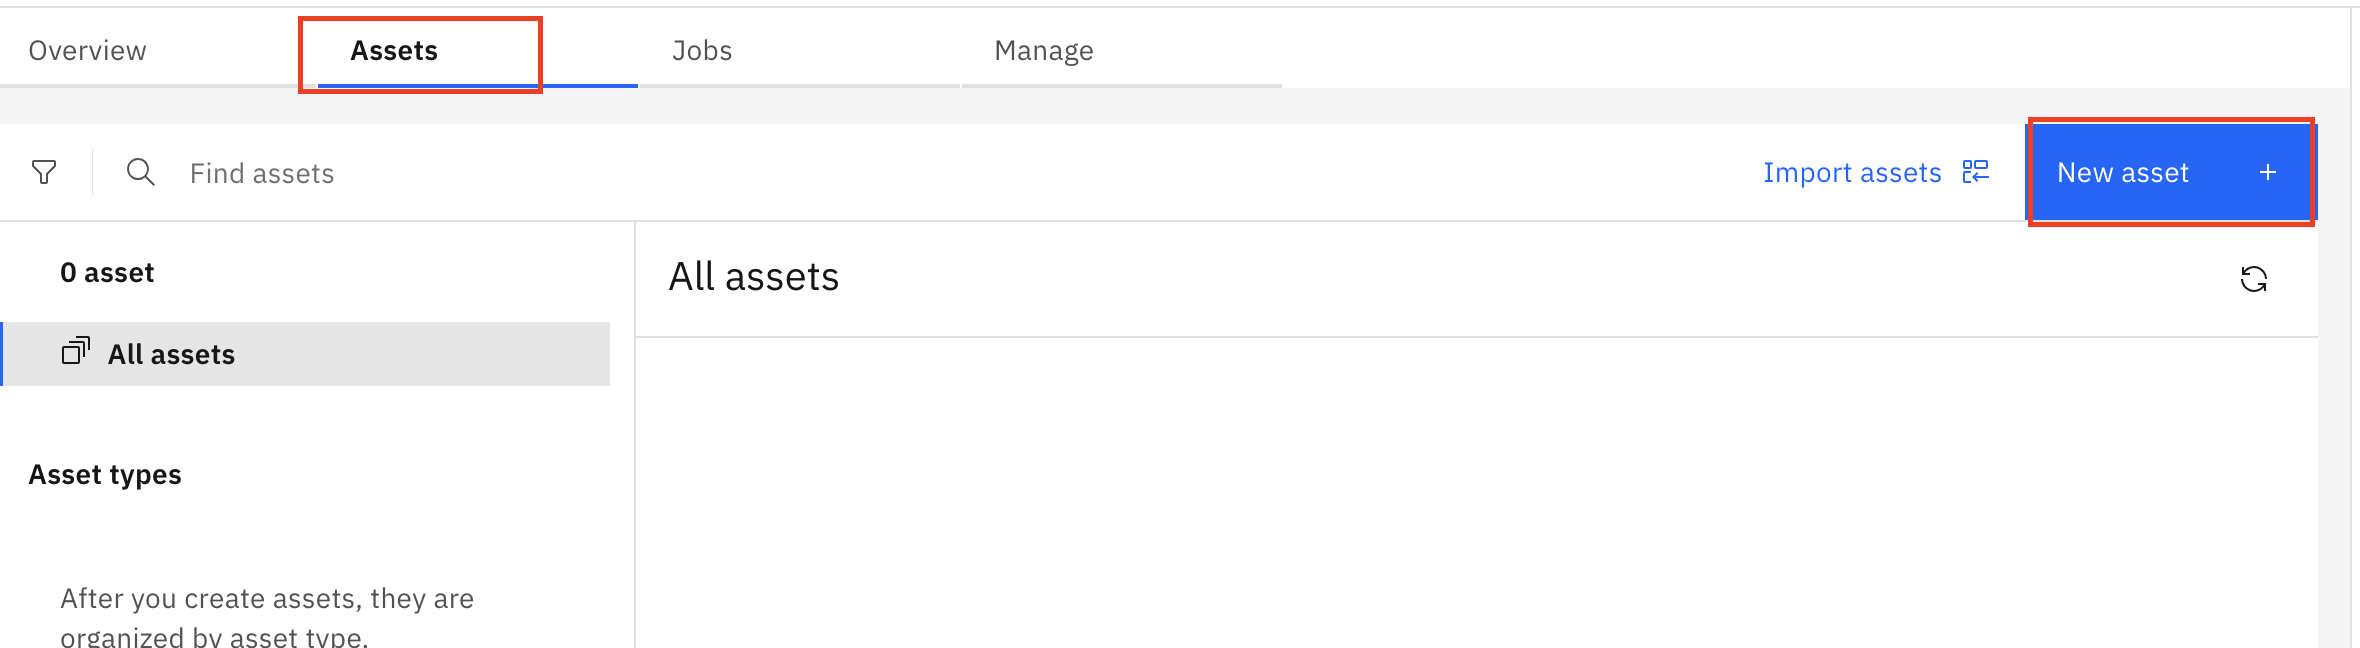 Overview
Assets
Jobs
Manage
Find assets
Import assets
New asset
0 asset
All assets
All assets
Asset types
After you create assets, they are
organized by asset type.